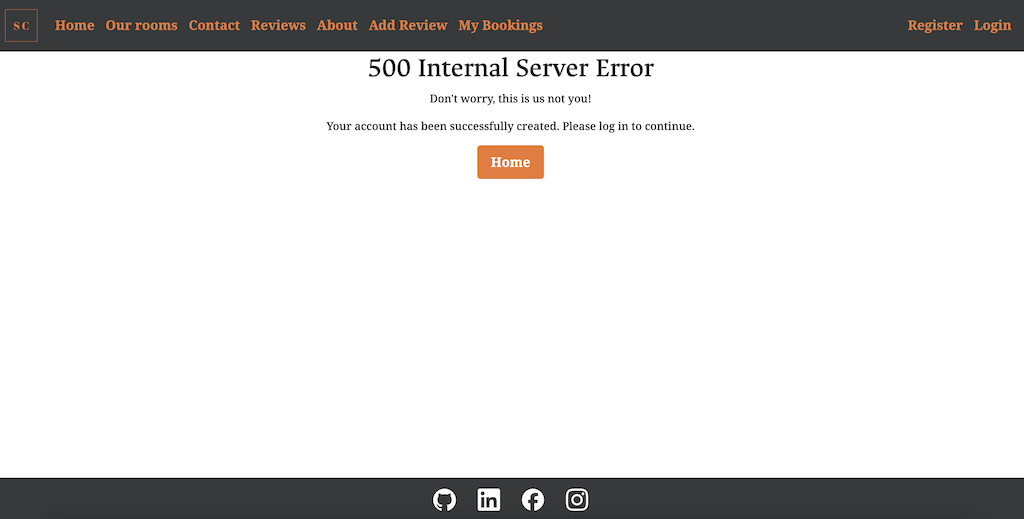 SC Home Our rooms Contact Reviews About Add Review My Bookings Register Login
500 Internal Server Error
Don't worry, this is us not you!
Your account has been successfully created. Please log in to continue.
Home